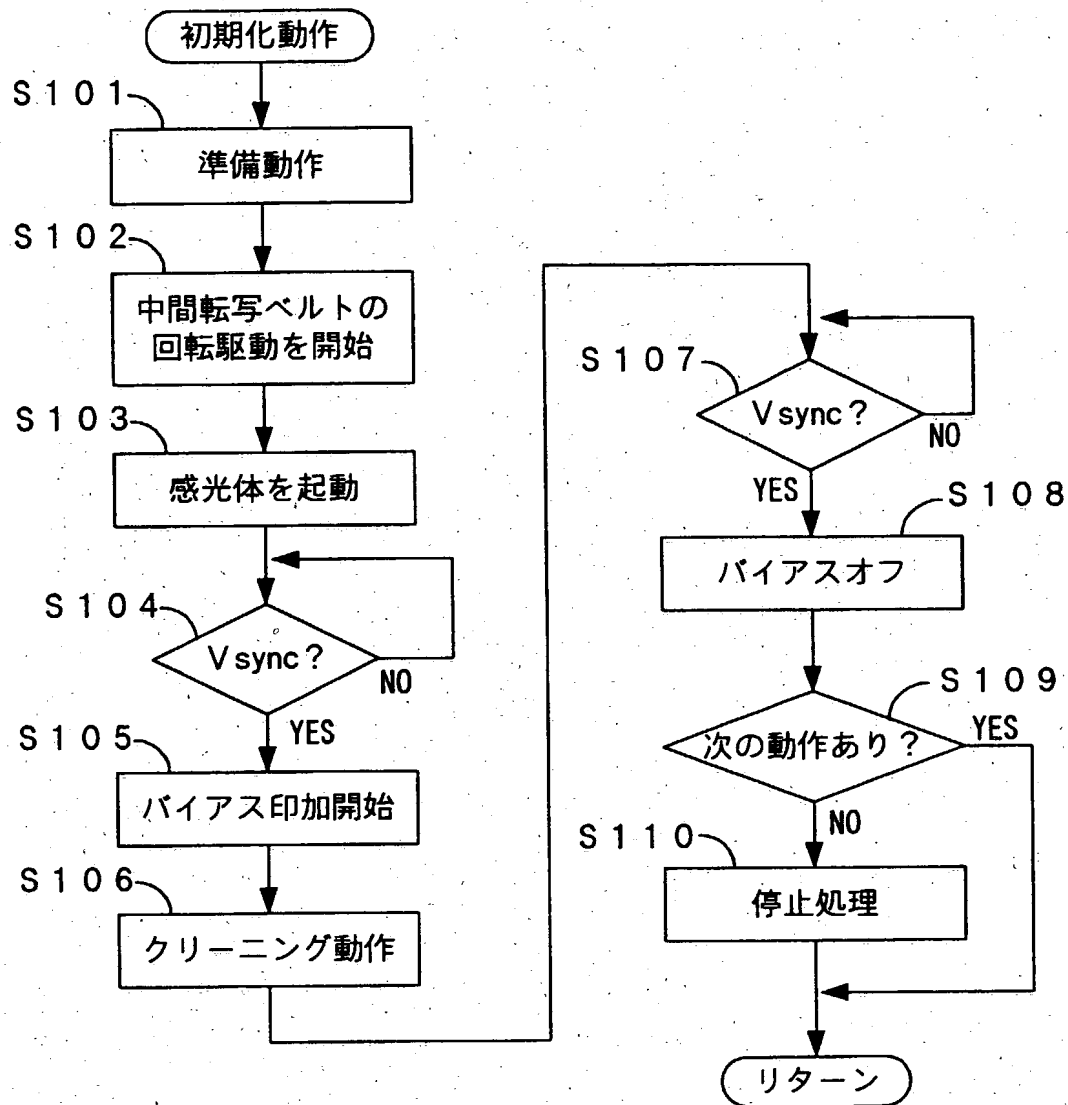 初期化動作
S101
準備動作
S102
中間転写ベルトの
回転駆動を開始
S103
感光体を起動
S104
Vsync?
NO
YES
S105
バイアス印加開始
S106
クリーニング動作
S107
Vsync?
NO
YES
S108
バイアスオフ
S109
次の動作あり?
YES
NO
S110
停止処理
リターン